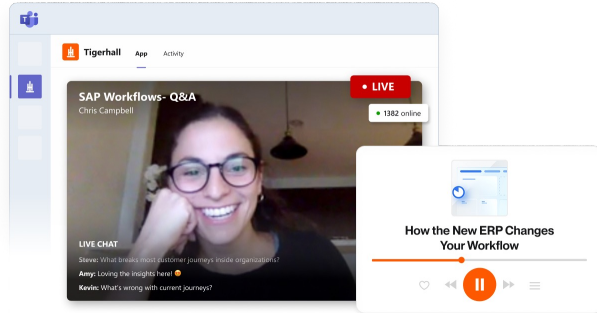 T
Tigerhall
App
Activity
LIVE
SAP Workflows- Q&A
Chris Campbell
1382 online
LIVE CHAT
Steve: What breaks most customer journeys inside organizations?
Amy: Loving the insights here! 😍
Kevin: What's wrong with current journeys?
How the New ERP Changes
Your Workflow